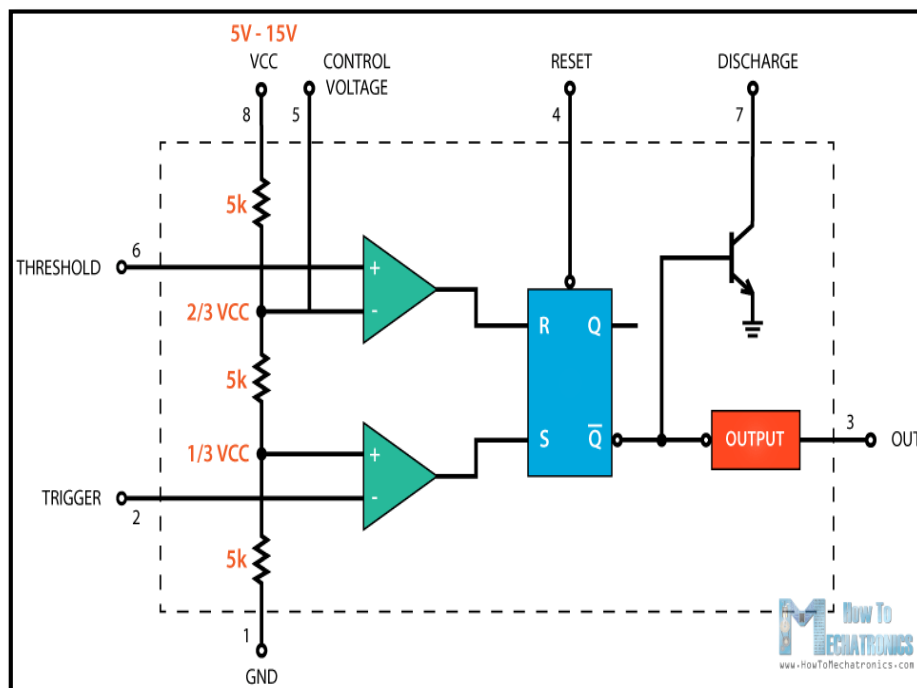 5V - 15V
VCC
CONTROL
VOLTAGE
RESET
DISCHARGE
8
5
4
7
5k
6
THRESHOLD
+
2/3 VCC
-
R
Q
5k
S
Q̅
OUTPUT
3
OUT
1/3 VCC
+
TRIGGER
-
2
5k
1
GND
How To
MECHATRONICS
www.HowToMechatronics.com